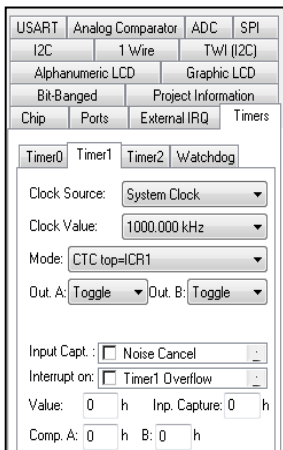 USART Analog Comparator ADC SPI
I2C 1 Wire TWI (I2C)
Alphanumeric LCD Graphic LCD
Bit-Banged Project Information
Chip Ports External IRQ Timers
Timer0 Timer1 Timer2 Watchdog
Clock Source: System Clock
Clock Value: 1000.000 kHz
Mode: CTC top=ICR1
Out. A: Toggle Out. B: Toggle
Input Capt. : Noise Cancel
Interrupt on: Timer1 Overflow
Value: 0 h Inp. Capture: 0 h
Comp. A: 0 h B: 0 h